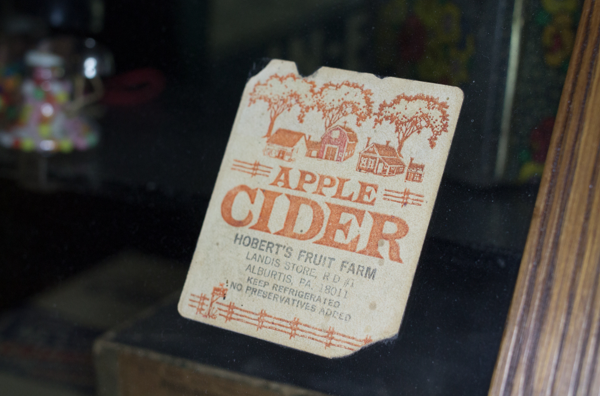 APPLE
CIDER
HOBERT'S FRUIT FARM
LANDIS STORE, R D #1
ALBURTIS, PA. 18011
KEEP REFRIGERATED
NO PRESERVATIVES ADDED